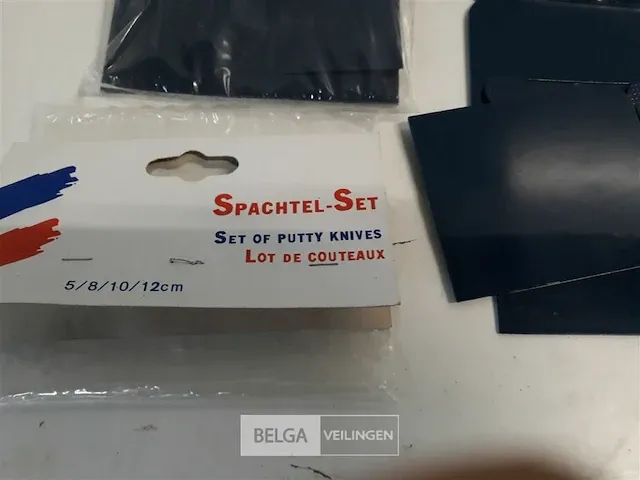 SPACHTEL-SET
SET OF PUTTY KNIVES
LOT DE COUTEAUX
5/8/10/12cm
BELGA VEILINGEN